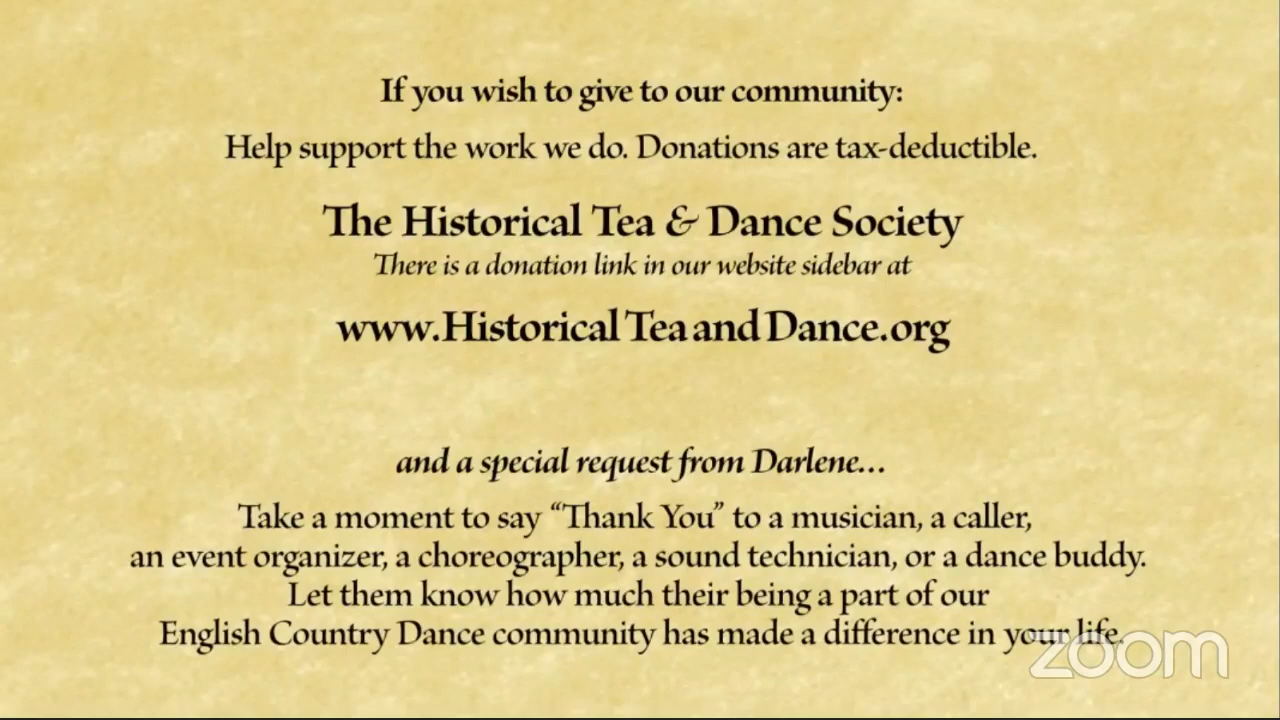 If you wish to give to our community:
Help support the work we do. Donations are tax-deductible.
The Historical Tea & Dance Society
There is a donation link in our website sidebar at
www.HistoricalTeaandDance.org
and a special request from Darlene...
Take a moment to say “Thank You” to a musician, a caller,
an event organizer, a choreographer, a sound technician, or a dance buddy.
Let them know how much their being a part of our
English Country Dance community has made a difference in your life.
zoom